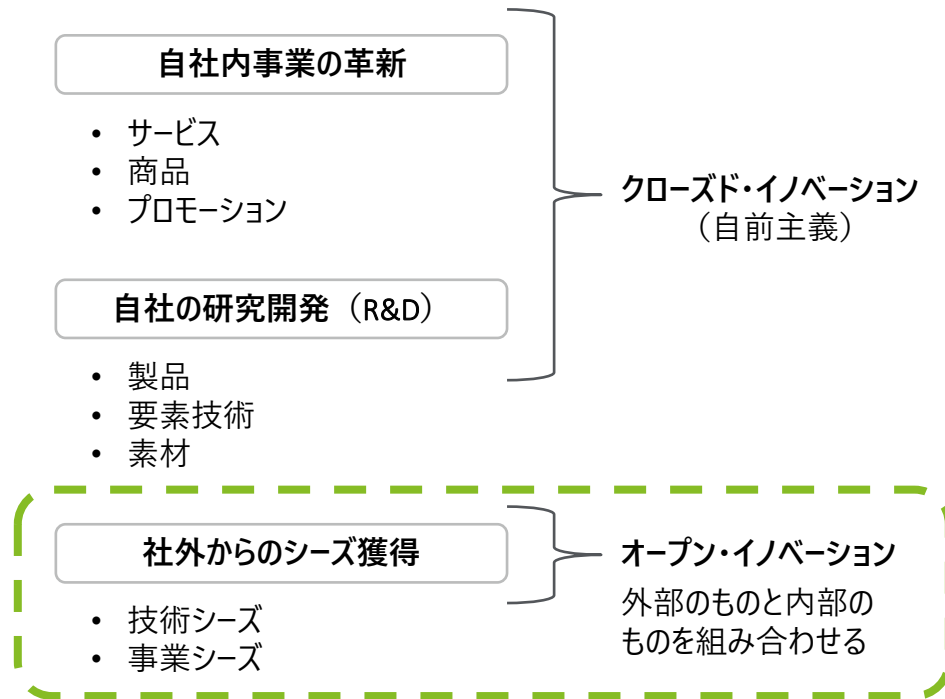 自社内事業の革新
• サービス
• 商品
• プロモーション
クローズド・イノベーション
（自前主義）
自社の研究開発（R&D）
• 製品
• 要素技術
• 素材
社外からのシーズ獲得
• 技術シーズ
• 事業シーズ
オープン・イノベーション
外部のものと内部の
ものを組み合わせる